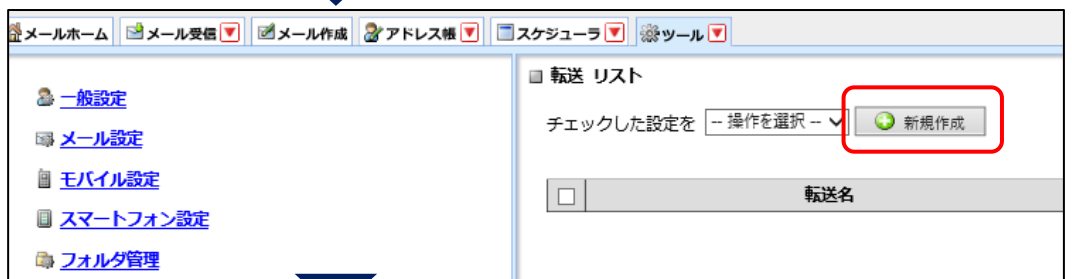 メールホーム メール受信 メール作成 アドレス帳 スケジューラ ツール
一般設定
メール設定
モバイル設定
スマートフォン設定
フォルダ管理
転送 リスト
チェックした設定を -- 操作を選択 -- 新規作成
転送名